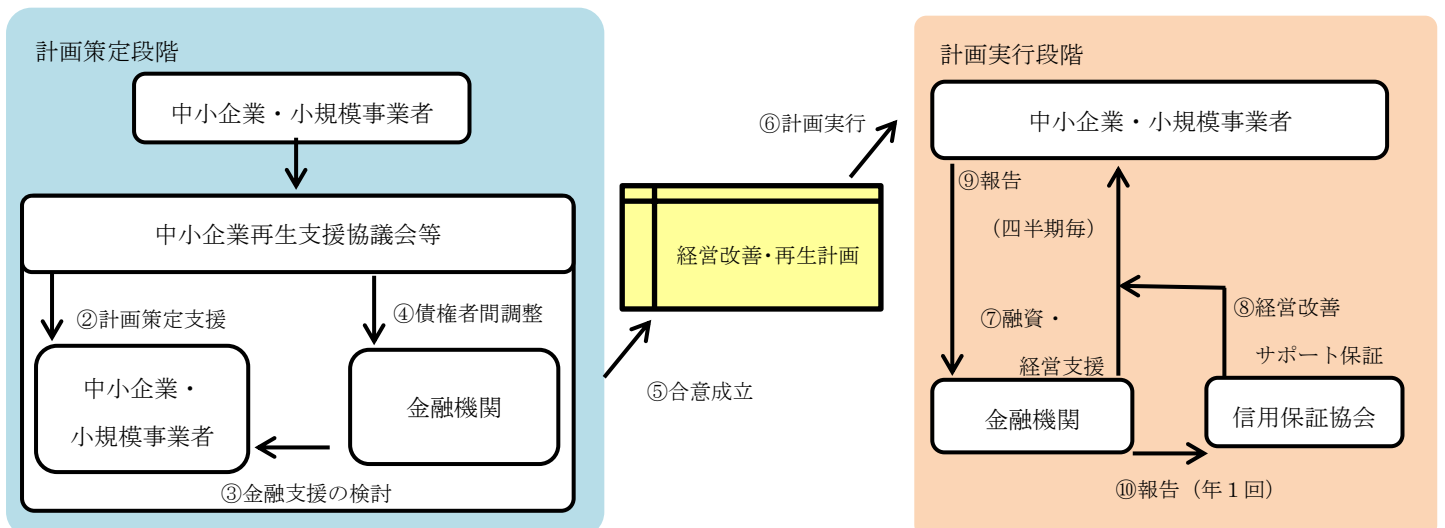 計画策定段階
中小企業・小規模事業者
中小企業再生支援協議会等
②計画策定支援
④債権者間調整
中小企業・
小規模事業者
金融機関
③金融支援の検討
⑤合意成立
経営改善・再生計画
⑥計画実行
計画実行段階
中小企業・小規模事業者
⑨報告
(四半期毎)
⑦融資・
経営支援
⑧経営改善
サポート保証
金融機関
信用保証協会
⑩報告(年1回)